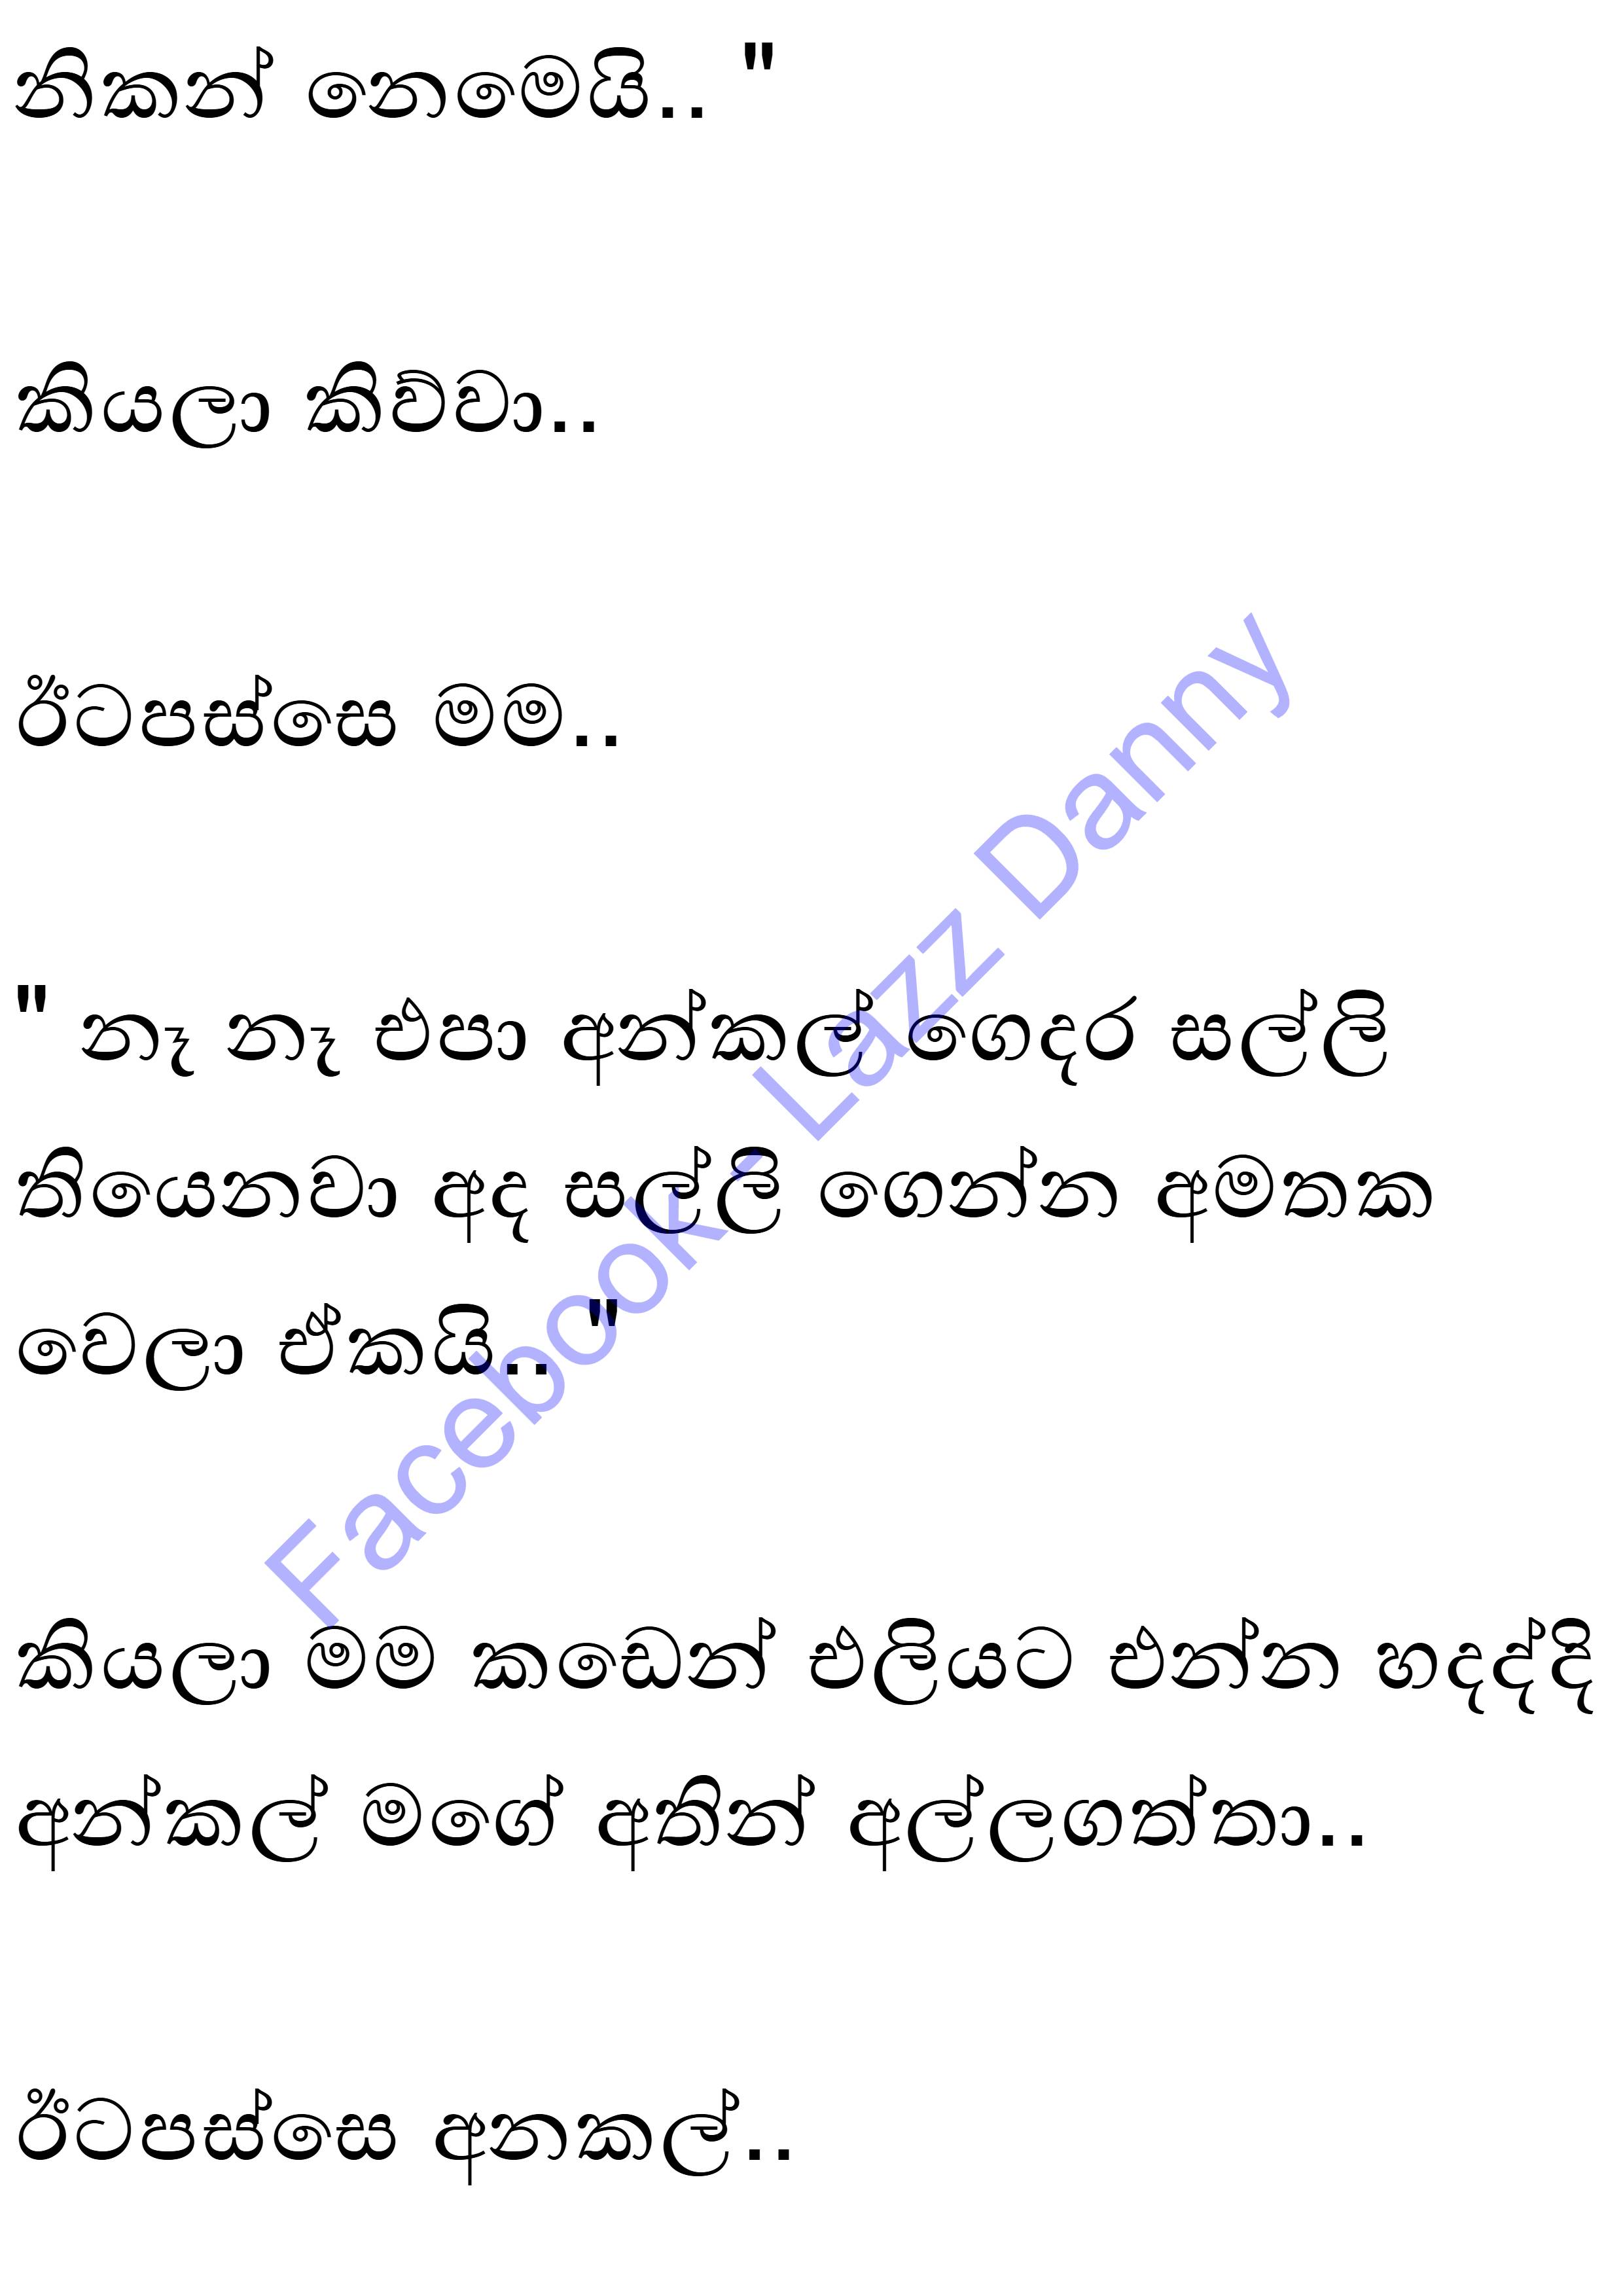 නිකන් නෙමෙයි.. "
කියලා කිව්වා..
ඊටපස්සෙ මම..
" නෑ නෑ එපා අන්කල් ගෙදර සල්ලි
තියෙනවා අද සල්ලි ගෙන්න අමතක
වෙලා ඒකයි.. "
කියලා මම කඩෙන් එලියට එන්න හදද්දි
අන්කල් මගේ අතින් අල්ලගත්තා..
ඊටපස්සෙ අනකල්..
Facebook - Lazz Danny